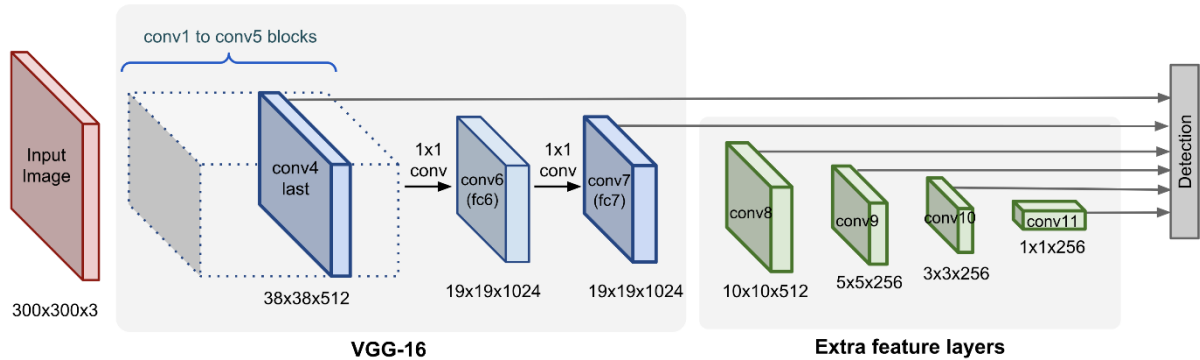 conv1 to conv5 blocks
Input
Image
300x300x3
conv4
last
38x38x512
1x1
conv
conv6
(fc6)
19x19x1024
1x1
conv
conv7
(fc7)
19x19x1024
VGG-16
conv8
10x10x512
conv9
5x5x256
conv10
3x3x256
conv11
1x1x256
Extra feature layers
Detection